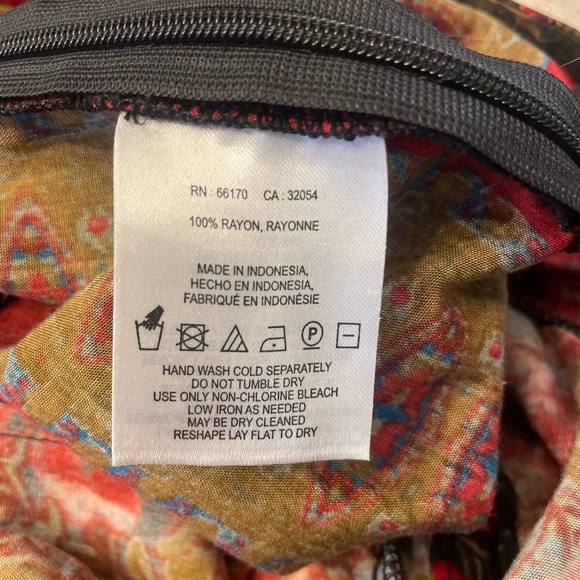 RN : 66170 CA : 32054
100% RAYON, RAYONNE
MADE IN INDONESIA,
HECHO EN INDONESIA,
FABRIQUÉ EN INDONÉSIE
P
HAND WASH COLD SEPARATELY
DO NOT TUMBLE DRY
USE ONLY NON-CHLORINE BLEACH
LOW IRON AS NEEDED
MAY BE DRY CLEANED
RESHAPE LAY FLAT TO DRY